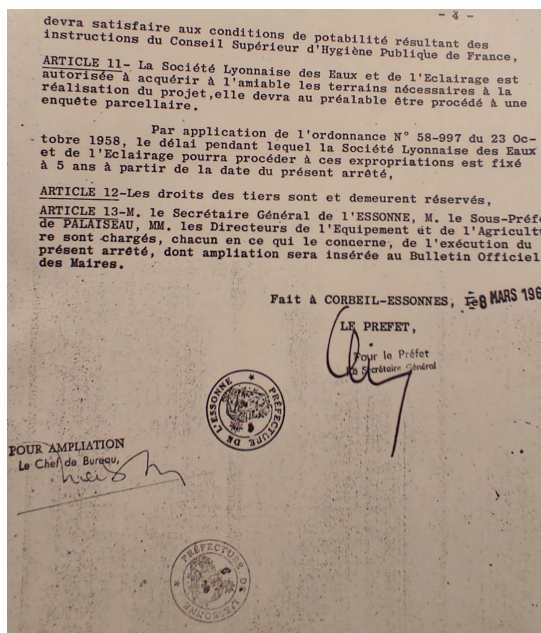 - 4 -
devra satisfaire aux conditions de potabilité résultant des
instructions du Conseil Supérieur d'Hygiène Publique de France,
ARTICLE 11- La Société Lyonnaise des Eaux et de l'Eclairage est
autorisée à acquérir à l'amiable les terrains nécessaires à la
réalisation du projet,elle devra au préalable être procédé à une
enquête parcellaire.
Par application de l'ordonnance N° 58-997 du 23 Oc-
tobre 1958, le délai pendant lequel la Société Lyonnaise des Eaux
et de l'Eclairage pourra procéder à ces expropriations est fixé
à 5 ans à partir de la date du présent arrêté,
ARTICLE 12-Les droits des tiers sont et demeurent réservés,
ARTICLE 13-M. le Secrétaire Général de l'ESSONNE, M. le Sous-Préf
de PALAISEAU, MM. les Directeurs de l'Equipement et de l'Agricultu
re sont chargés, chacun en ce qui le concerne, de l'exécution du
présent arrêté, dont ampliation sera insérée au Bulletin Officiel
des Maires.
Fait à CORBEIL-ESSONNES, 8 MARS 196
LE PREFET,
Pour le Préfet
Secrétaire Général
PRÉFECTURE DE L'ESSONNE
POUR AMPLIATION
Le Chef de Bureau,
PRÉFECTURE DE L'ESSONNE